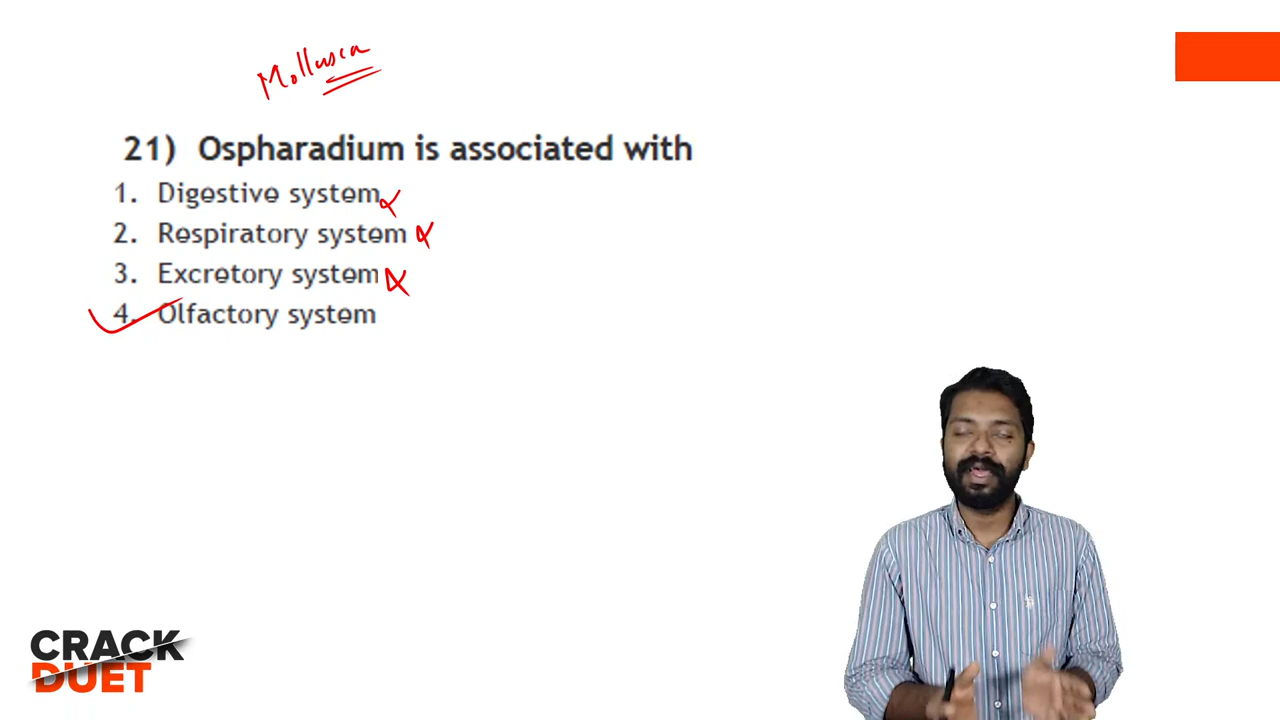 Mollusca
21) Ospharadium is associated with
1. Digestive system
2. Respiratory system
3. Excretory system
4. Olfactory system
CRACK
DUET